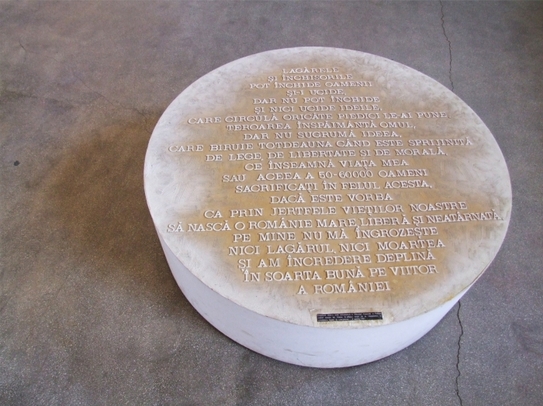 LAGĂRELE
ȘI ÎNCHISORILE
POT ÎNCHIDE OAMENII
ȘI-I UCIDE,
DAR NU POT ÎNCHIDE
ȘI NICI UCIDE IDEILE,
CARE CIRCULĂ ORICÂTE PIEDICI LE-AI PUNE.
TEROAREA ÎNSPĂIMÂNTĂ OMUL,
DAR NU SUGRUMĂ IDEEA,
CARE BIRUIE TOTDEAUNA CÂND ESTE SPRIJINITĂ
DE LEGE, DE LIBERTATE ȘI DE MORALĂ.
CE ÎNSEAMNĂ VIAȚA MEA
SAU ACEEA A 50-60000 OAMENI
SACRIFICAȚI ÎN FELUL ACESTA,
DACĂ ESTE VORBA
CA PRIN JERTFELE VIEȚILOR NOASTRE
SĂ NASCĂ O ROMÂNIE MARE, LIBERĂ ȘI NEATÂRNATĂ.
PE MINE NU MĂ ÎNGROZEȘTE
NICI LAGĂRUL, NICI MOARTEA
ȘI AM ÎNCREDERE DEPLINĂ
ÎN SOARTA BUNĂ PE VIITOR
A ROMÂNIEI